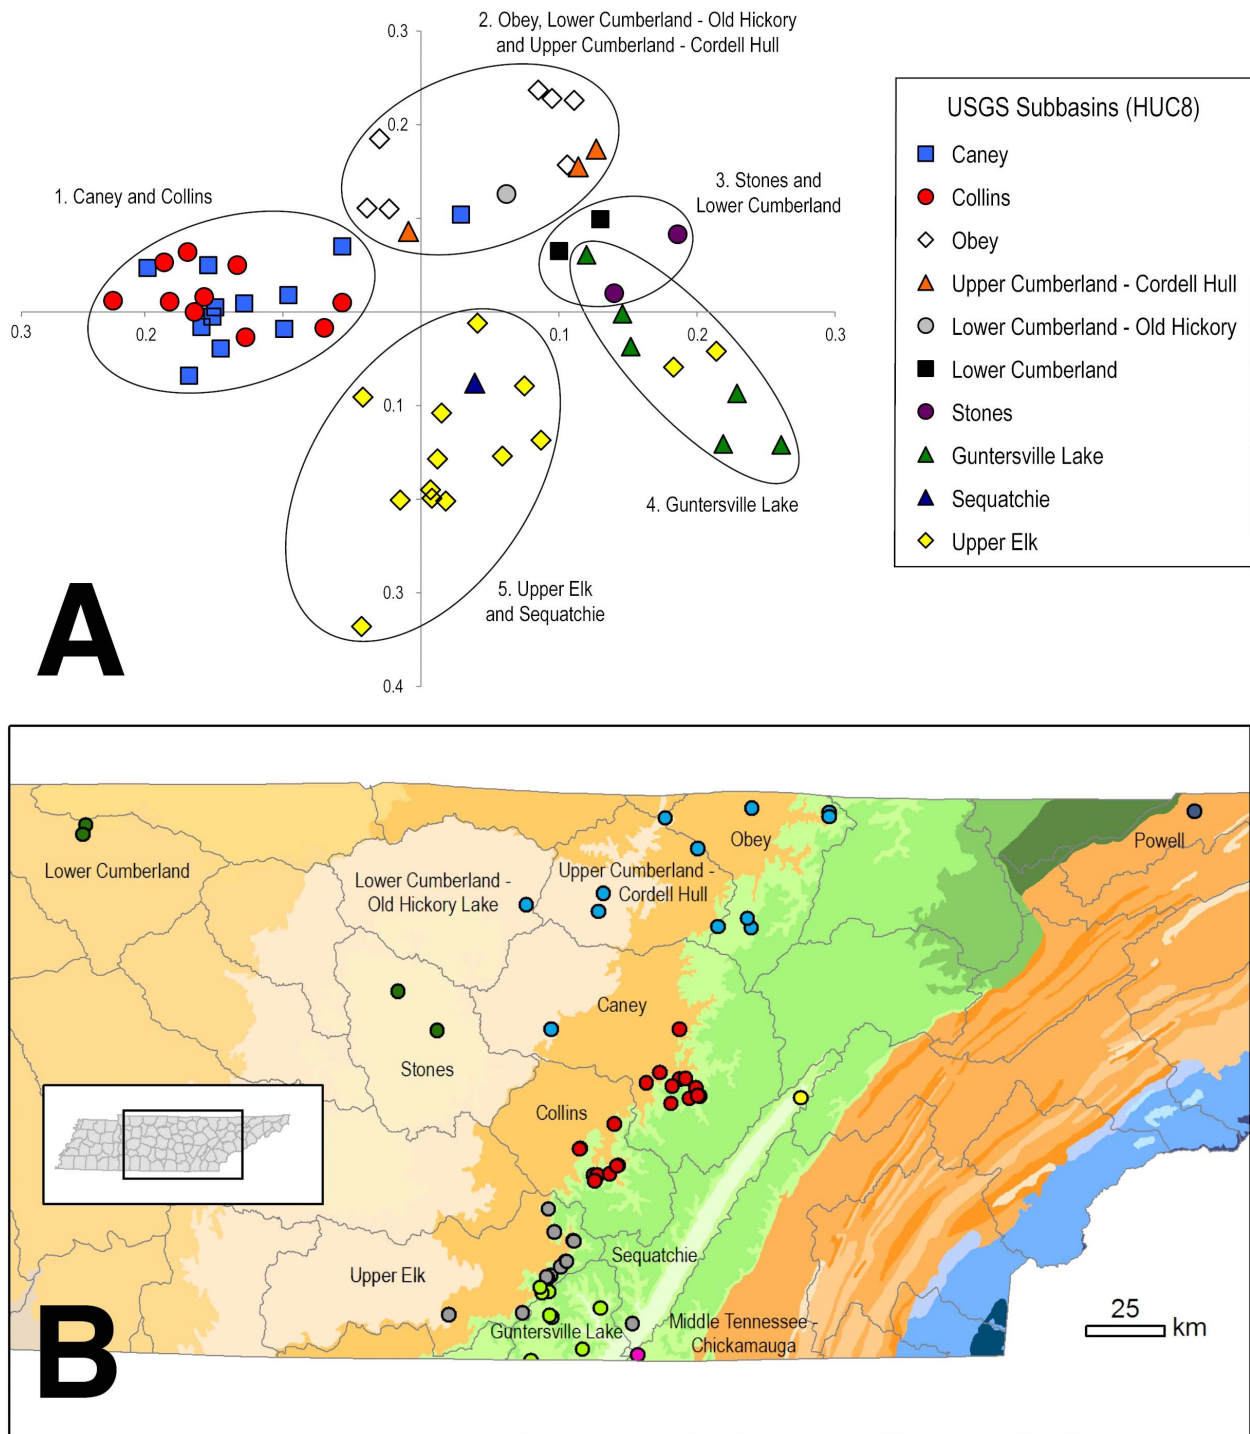 2. Obey, Lower Cumberland - Old Hickory
and Upper Cumberland - Cordell Hull
0.3
0.2
1. Caney and Collins
3. Stones and
Lower Cumberland
0.3
0.2
0.1
0.2
0.3
0.1
4. Guntersville Lake
0.3
5. Upper Elk
and Sequatchie
0.4
A
USGS Subbasins (HUC8)
Caney
Collins
Obey
Upper Cumberland - Cordell Hull
Lower Cumberland - Old Hickory
Lower Cumberland
Stones
Guntersville Lake
Sequatchie
Upper Elk
Obey
Powell
Lower Cumberland
Lower Cumberland -
Old Hickory Lake
Upper Cumberland -
Cordell Hull
Caney
Stones
Collins
Sequatchie
Upper Elk
Guntersville Lake
Middle Tennessee -
Chickamauga
25
km
B